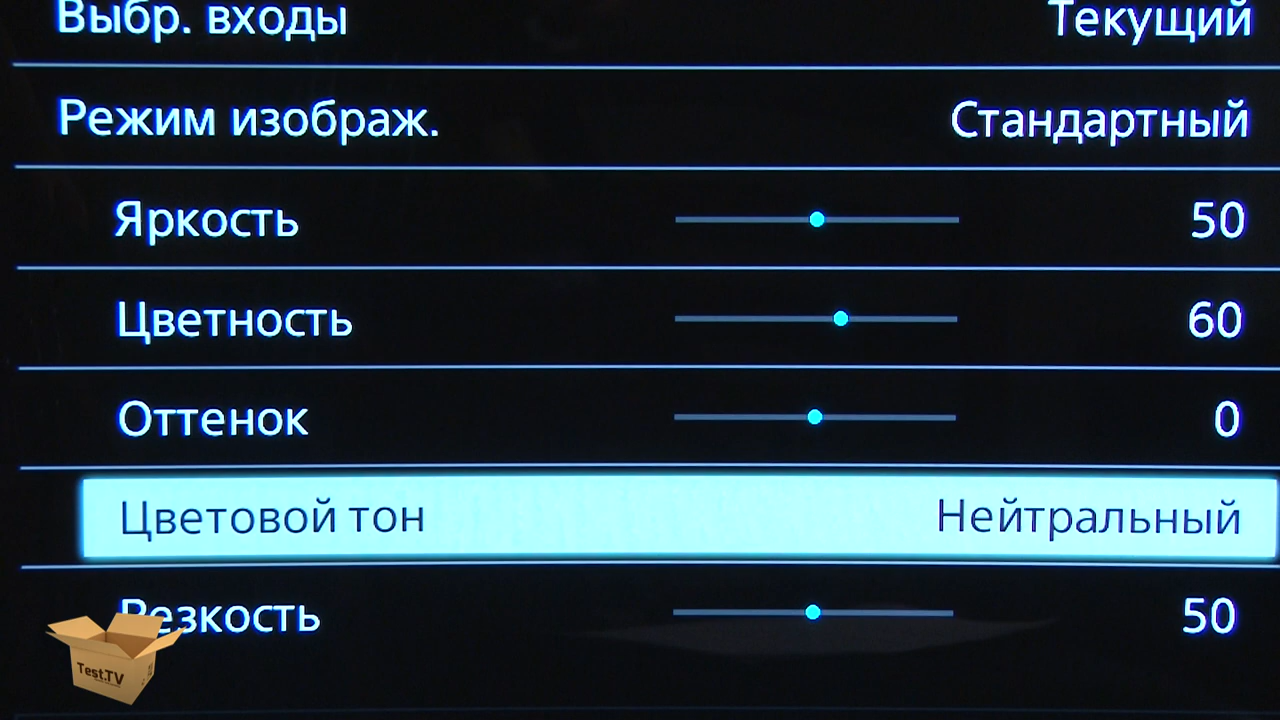 Выбр. входы Текущий
Режим изображ. Стандартный
Яркость 50
Цветность 60
Оттенок 0
Цветовой тон Нейтральный
Резкость 50
Test.TV